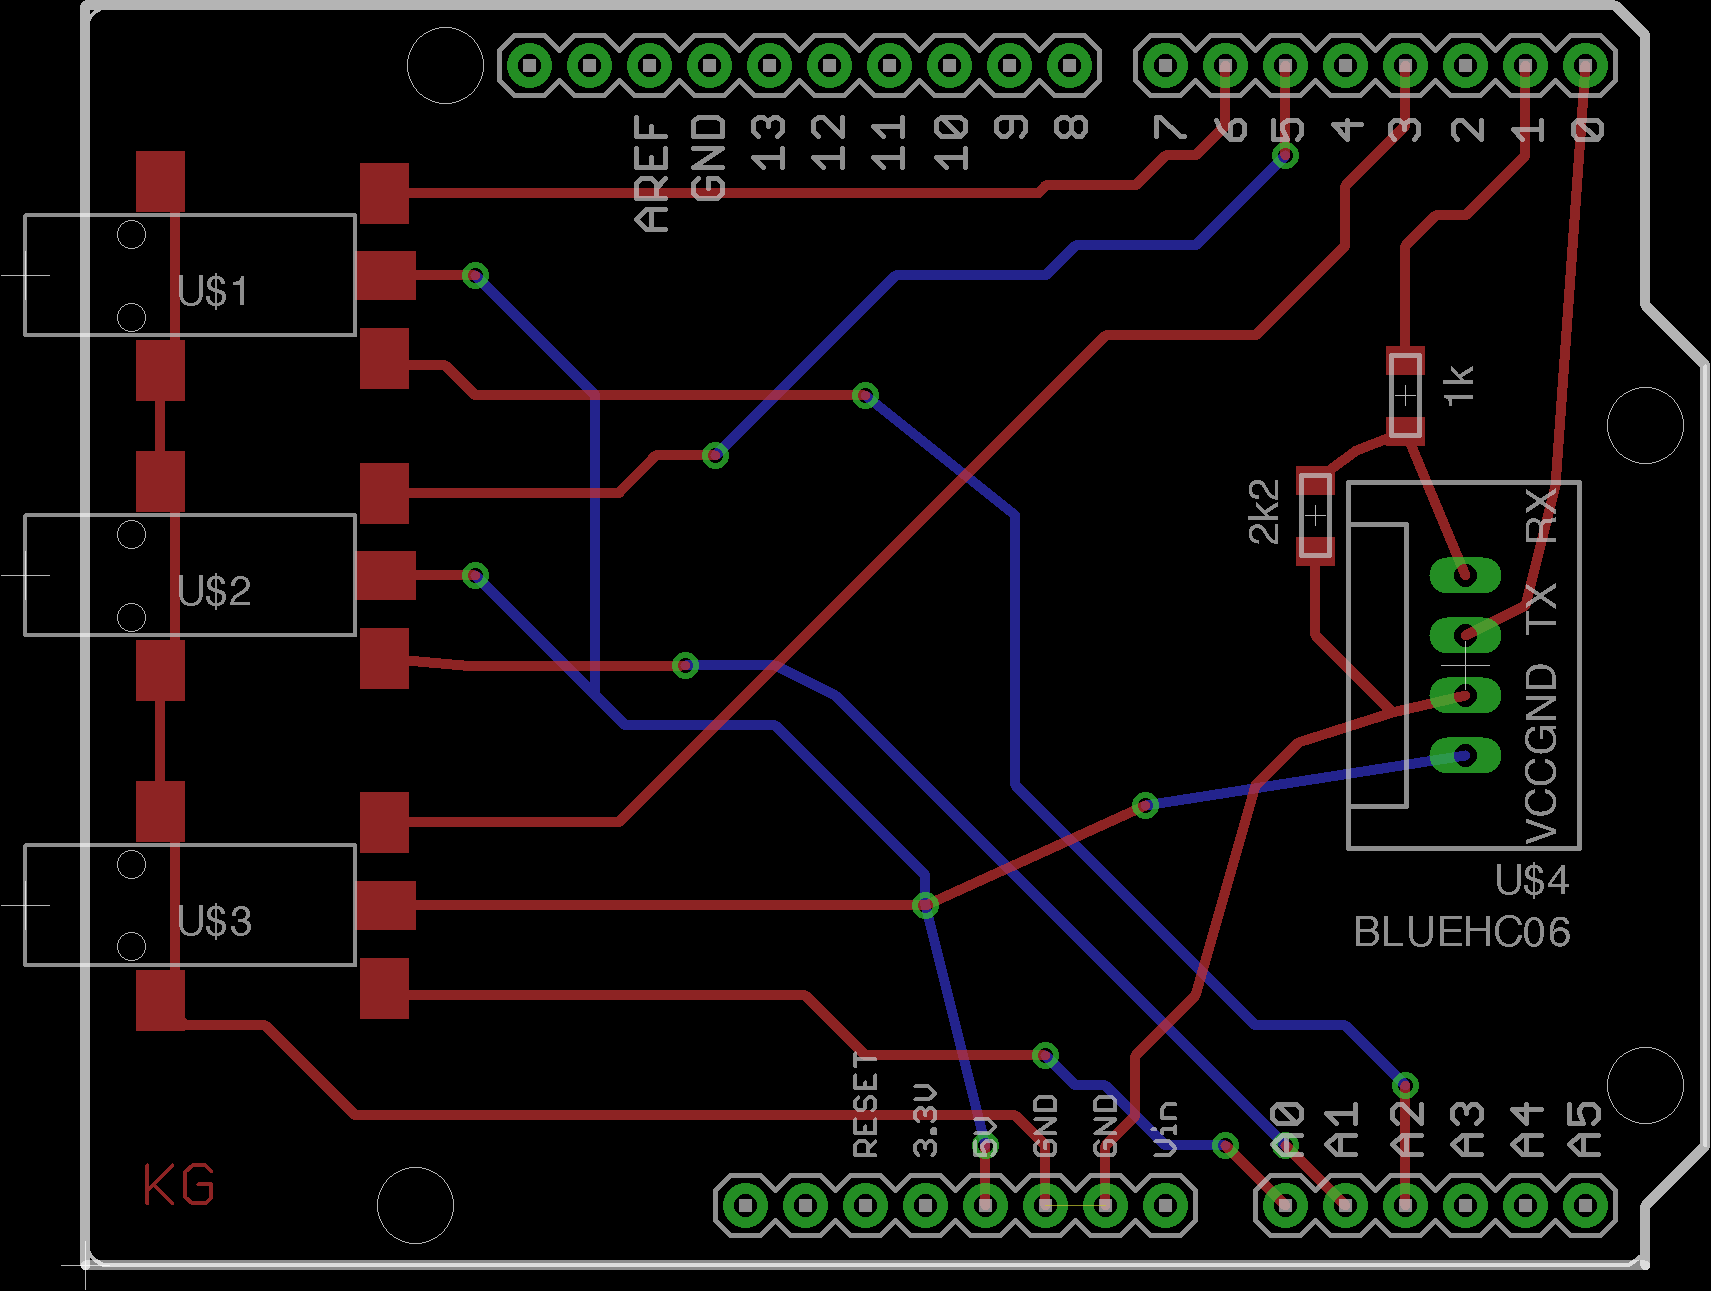 AREF
GND
13
12
11
10
9
8
7
6
5
4
3
2
1
0
U$1
1k
2k2
RX
TX
GND
VCC
U$2
U$4
BLUEHC06
U$3
RESET
3.3V
5V
GND
GND
Vin
A0
A1
A2
A3
A4
A5
KG